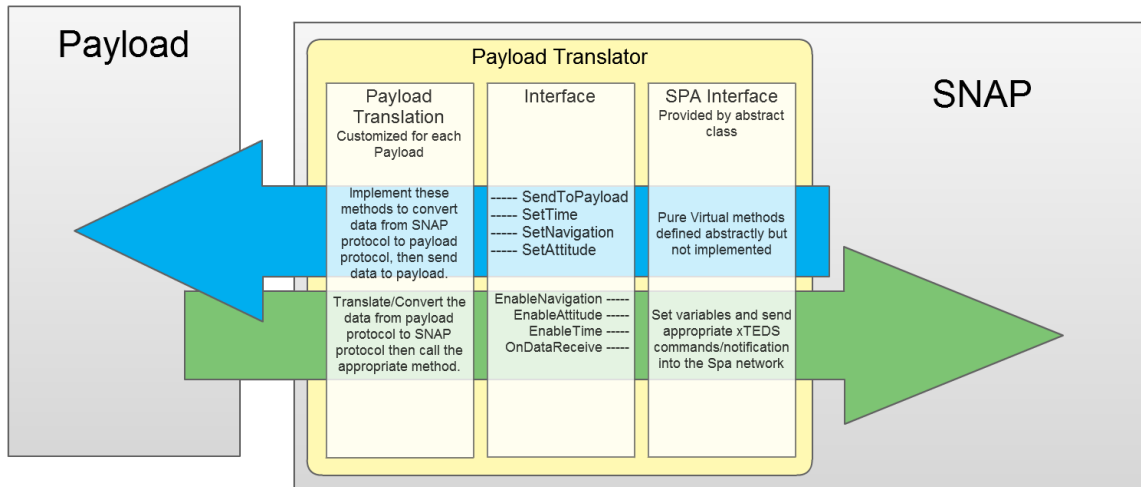 Payload
Payload Translator
SNAP
Payload
Translation
Customized for each
Payload
Interface
SPA Interface
Provided by abstract
class
Implement these
methods to convert
data from SNAP
protocol to payload
protocol, then send
data to payload.
----- SendToPayload
----- SetTime
----- SetNavigation
----- SetAttitude
Pure Virtual methods
defined abstractly but
not implemented
Translate/Convert the
data from payload
protocol to SNAP
protocol then call the
appropriate method.
EnableNavigation -----
EnableAttitude -----
EnableTime -----
OnDataReceive -----
Set variables and send
appropriate xTEDS
commands/notification
into the Spa network